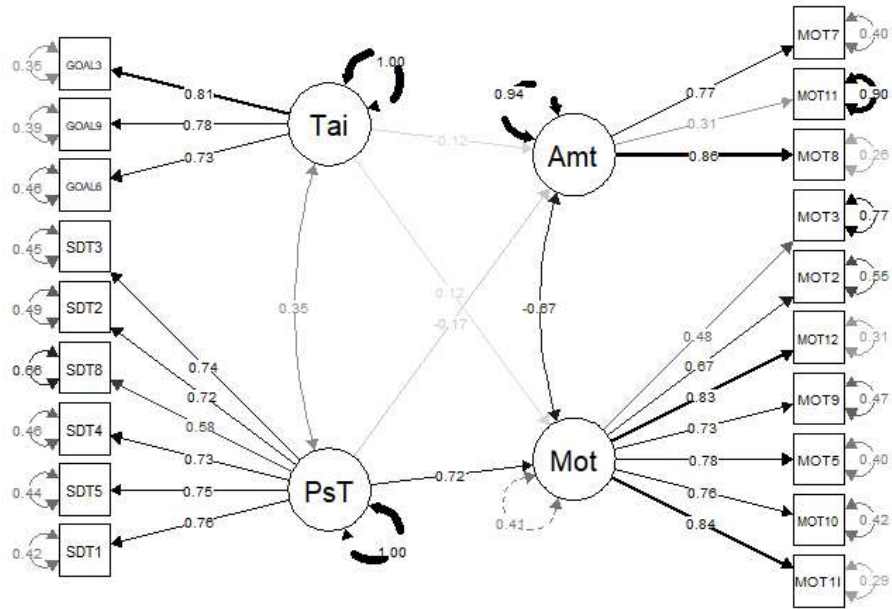 0.35 GOAL3
0.39 GOAL9
0.46 GOAL6
0.45 SDT3
0.49 SDT2
0.66 SDT8
0.46 SDT4
0.44 SDT5
0.42 SDT1
0.81
0.78
0.73
0.74
0.72
0.58
0.73
0.75
0.76
Tai
1.00
PsT
1.00
0.35
-0.12
0.12
-0.17
0.72
0.94
Amt
-0.67
Mot
0.41
0.77
0.31
0.86
0.48
0.67
0.83
0.73
0.78
0.76
0.84
MOT7 0.40
MOT11 0.90
MOT8 0.26
MOT3 0.77
MOT2 0.55
MOT12 0.31
MOT9 0.47
MOT5 0.40
MOT10 0.42
MOT1I 0.29